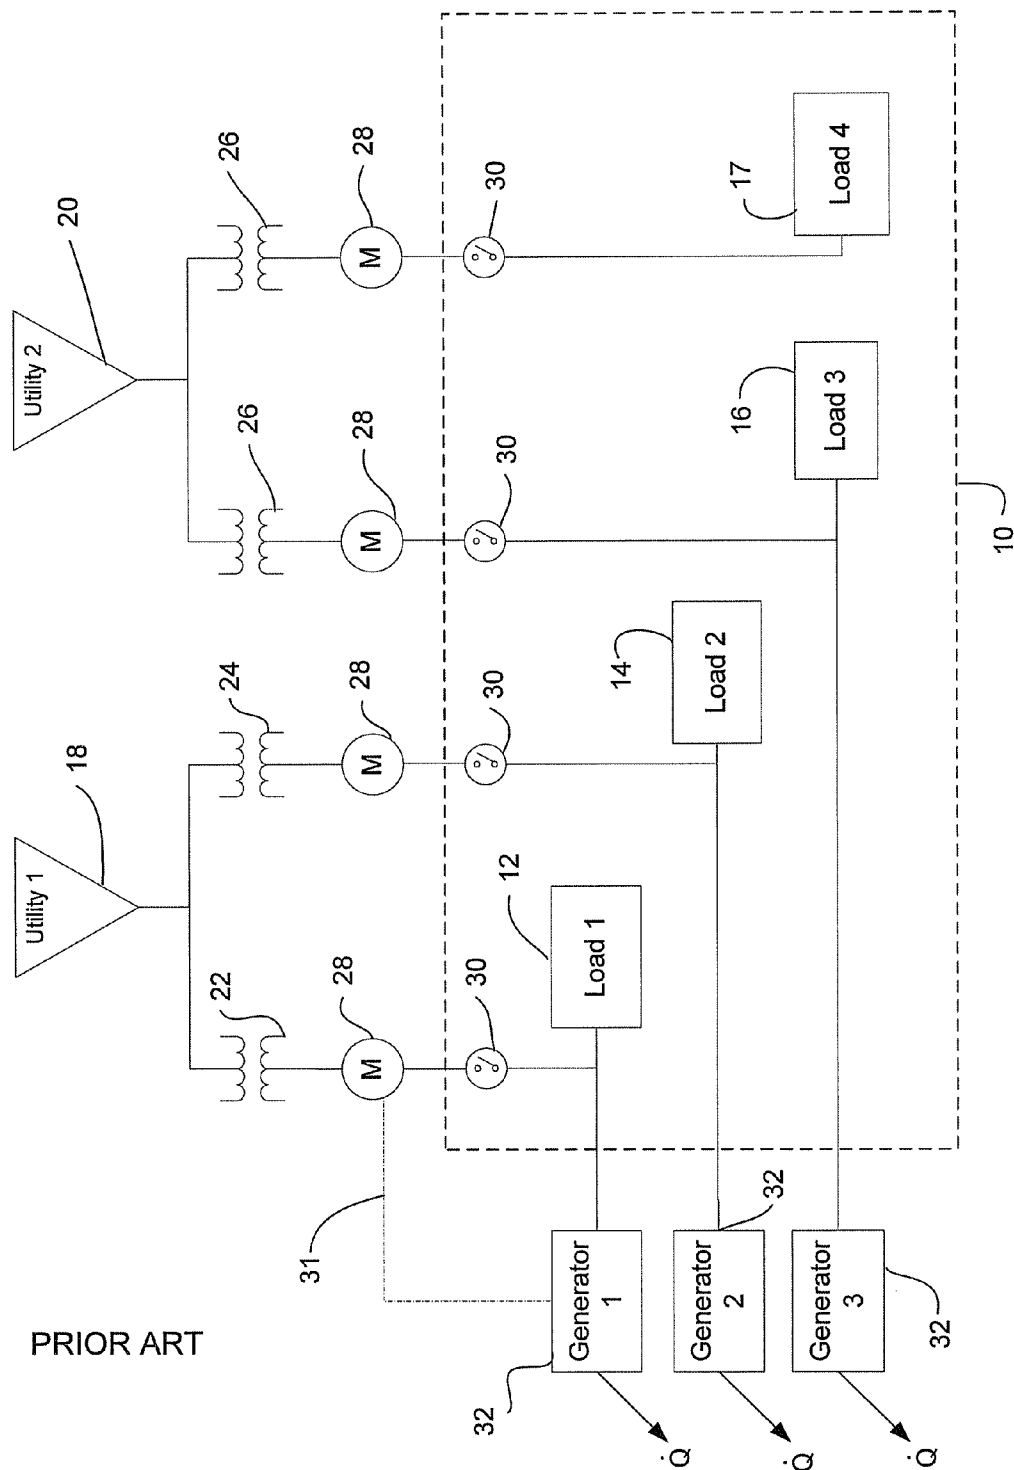 Utility 1
18
Utility 2
20
22
24
26
26
M
28
M
28
M
28
M
28
30
30
30
30
31
Load 1
12
Load 2
14
Load 3
16
Load 4
17
10
Generator 1
32
Generator 2
32
Generator 3
32
Q̇
Q̇
Q̇
PRIOR ART